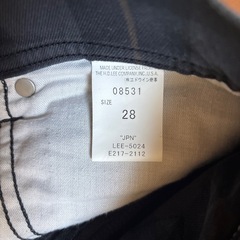 MADE UNDER LICENSE FROM
THE H.D. LEE COMPANY, INC., U.S.A.
08531
SIZE
28
"JPN"
LEE-5024
E217-2112